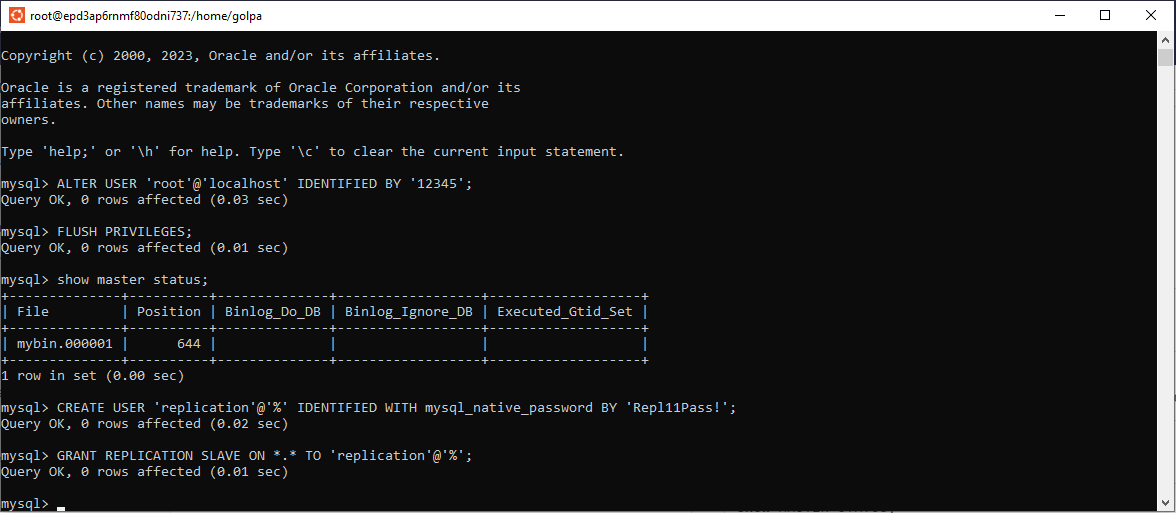 root@epd3ap6rnmf80odni737:/home/golpa
Copyright (c) 2000, 2023, Oracle and/or its affiliates.
Oracle is a registered trademark of Oracle Corporation and/or its
affiliates. Other names may be trademarks of their respective
owners.
Type 'help;' or '\h' for help. Type '\c' to clear the current input statement.
mysql> ALTER USER 'root'@'localhost' IDENTIFIED BY '12345';
Query OK, 0 rows affected (0.03 sec)
mysql> FLUSH PRIVILEGES;
Query OK, 0 rows affected (0.01 sec)
mysql> show master status;
+--------------+----------+--------------+------------------+-------------------+
| File         | Position | Binlog_Do_DB | Binlog_Ignore_DB | Executed_Gtid_Set |
+--------------+----------+--------------+------------------+-------------------+
| mybin.000001 |      644 |              |                  |                   |
+--------------+----------+--------------+------------------+-------------------+
1 row in set (0.00 sec)
mysql> CREATE USER 'replication'@'%' IDENTIFIED WITH mysql_native_password BY 'Repl11Pass!';
Query OK, 0 rows affected (0.02 sec)
mysql> GRANT REPLICATION SLAVE ON *.* TO 'replication'@'%';
Query OK, 0 rows affected (0.01 sec)
mysql>